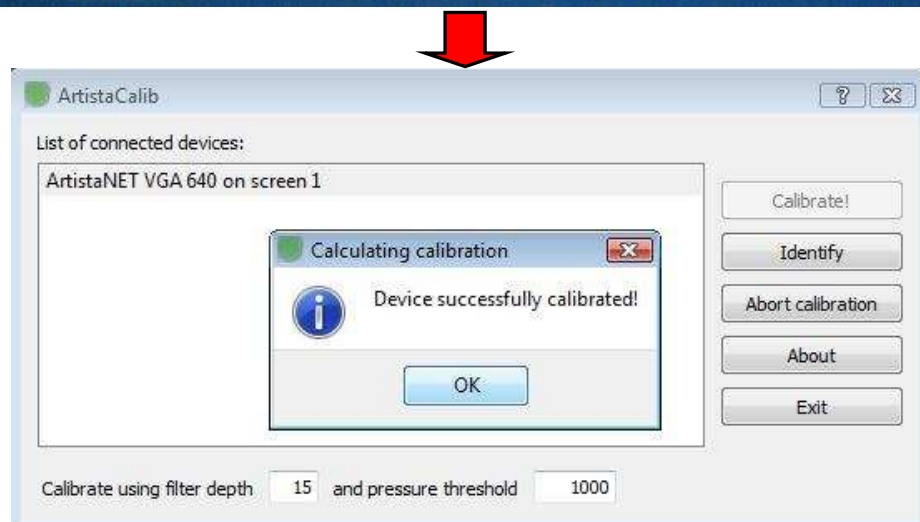 ArtistaCalib
List of connected devices:
ArtistaNET VGA 640 on screen 1
Calibrate!
Calculating calibration
Identify
Device successfully calibrated!
Abort calibration
About
OK
Exit
Calibrate using filter depth 15 and pressure threshold 1000